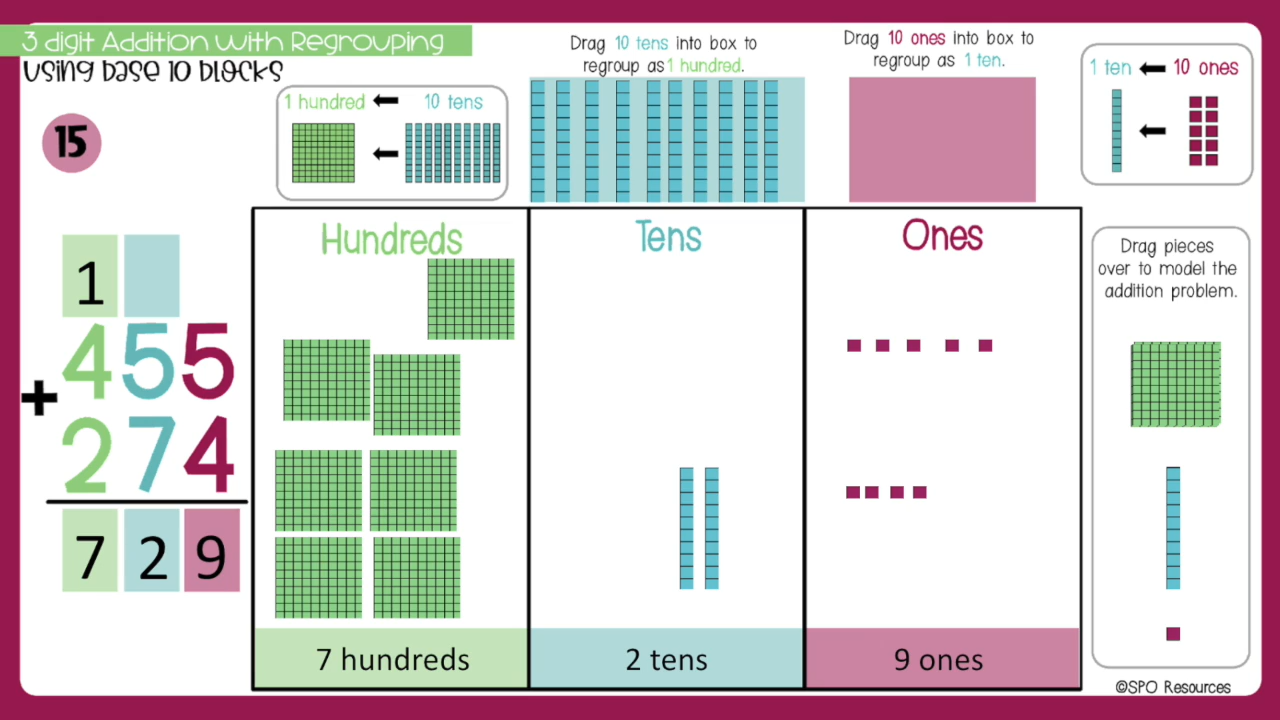 3 digit Addition with Regrouping
using base 10 blocks
15
1 hundred
10 tens
Drag 10 tens into box to
regroup as 1 hundred.
Drag 10 ones into box to
regroup as 1 ten.
1 ten
10 ones
1
455
+
274
729
Hundreds
Tens
Ones
7 hundreds
2 tens
9 ones
Drag pieces
over to model the
addition problem.
©SPO Resources